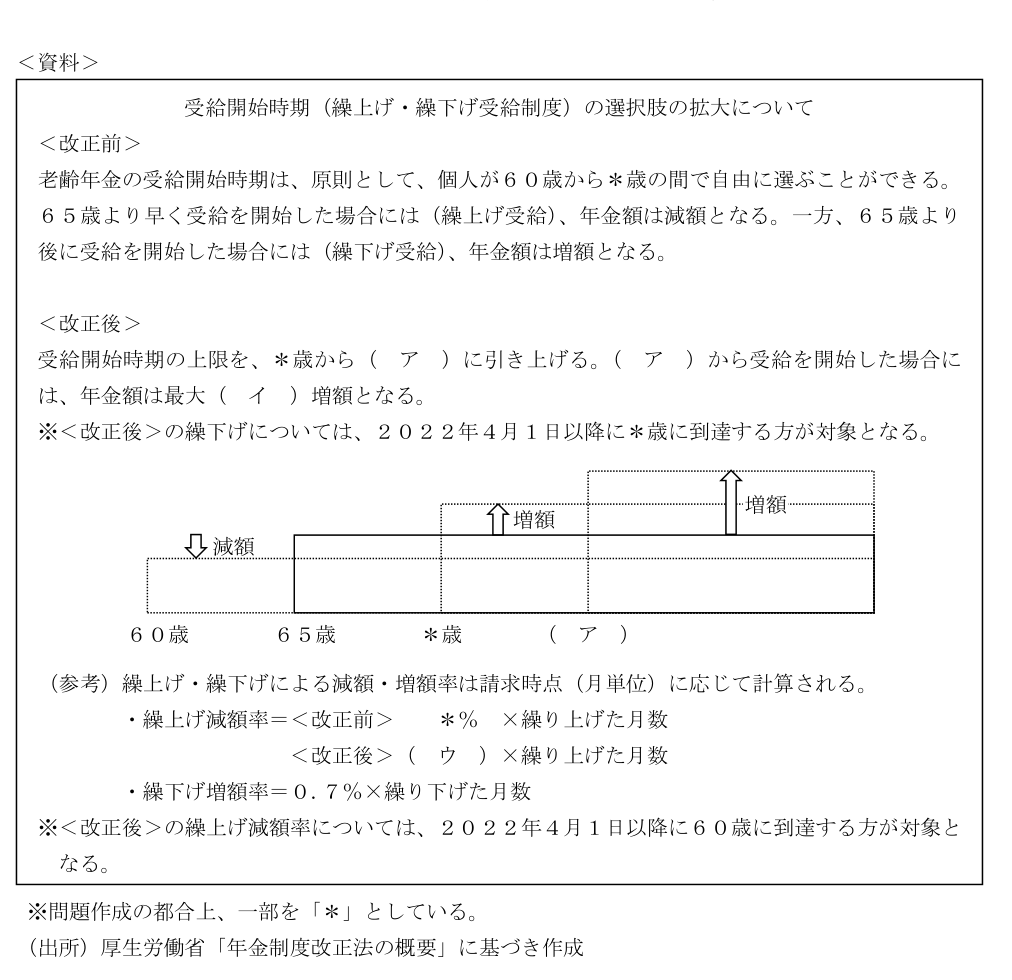 ＜資料＞
受給開始時期（繰上げ・繰下げ受給制度）の選択肢の拡大について
＜改正前＞
老齢年金の受給開始時期は、原則として、個人が６０歳から＊歳の間で自由に選ぶことができる。
６５歳より早く受給を開始した場合には（繰上げ受給）、年金額は減額となる。一方、６５歳より
後に受給を開始した場合には（繰下げ受給）、年金額は増額となる。
＜改正後＞
受給開始時期の上限を、＊歳から（　ア　）に引き上げる。（　ア　）から受給を開始した場合に
は、年金額は最大（　イ　）増額となる。
※＜改正後＞の繰下げについては、２０２２年４月１日以降に＊歳に到達する方が対象となる。
増額
増額
減額
６０歳　６５歳　＊歳　（　ア　）
（参考）繰上げ・繰下げによる減額・増額率は請求時点（月単位）に応じて計算される。
・繰上げ減額率＝＜改正前＞　　＊％　×繰り上げた月数
＜改正後＞（　ウ　）×繰り上げた月数
・繰下げ増額率＝０.７％×繰り下げた月数
※＜改正後＞の繰上げ減額率については、２０２２年４月１日以降に６０歳に到達する方が対象と
なる。
※問題作成の都合上、一部を「＊」としている。
（出所）厚生労働省「年金制度改正法の概要」に基づき作成